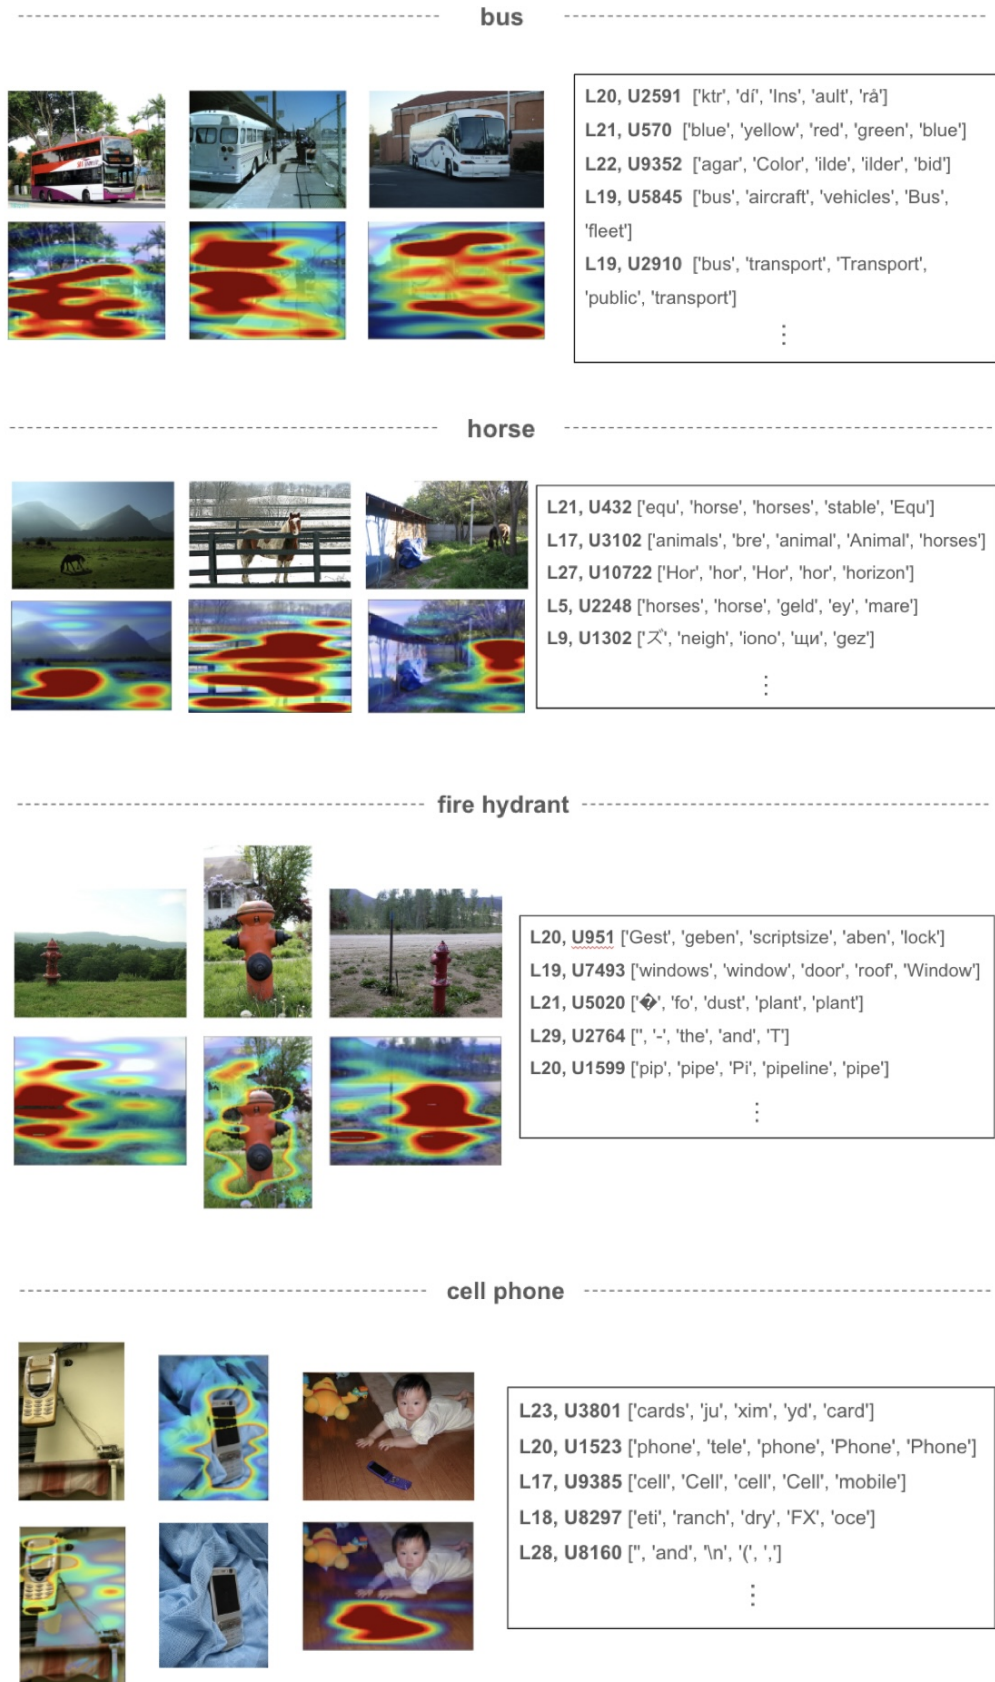 bus
L20, U2591 ['ktr', 'dí', 'Ins', 'ault', 'rå']
L21, U570 ['blue', 'yellow', 'red', 'green', 'blue']
L22, U9352 ['agar', 'Color', 'ilde', 'ilder', 'bid']
L19, U5845 ['bus', 'aircraft', 'vehicles', 'Bus',
'fleet']
L19, U2910 ['bus', 'transport', 'Transport',
'public', 'transport']
⋮
horse
L21, U432 ['equ', 'horse', 'horses', 'stable', 'Equ']
L17, U3102 ['animals', 'bre', 'animal', 'Animal', 'horses']
L27, U10722 ['Hor', 'hor', 'Hor', 'hor', 'horizon']
L5, U2248 ['horses', 'horse', 'geld', 'ey', 'mare']
L9, U1302 ['ズ', 'neigh', 'iono', 'щи', 'gez']
⋮
fire hydrant
L20, U951 ['Gest', 'geben', 'scriptsize', 'aben', 'lock']
L19, U7493 ['windows', 'window', 'door', 'roof', 'Window']
L21, U5020 ['�', 'fo', 'dust', 'plant', 'plant']
L29, U2764 ['', '-', 'the', 'and', 'T']
L20, U1599 ['pip', 'pipe', 'Pi', 'pipeline', 'pipe']
⋮
cell phone
L23, U3801 ['cards', 'ju', 'xim', 'yd', 'card']
L20, U1523 ['phone', 'tele', 'phone', 'Phone', 'Phone']
L17, U9385 ['cell', 'Cell', 'cell', 'Cell', 'mobile']
L18, U8297 ['eti', 'ranch', 'dry', 'FX', 'oce']
L28, U8160 ['', 'and', '\n', '(', ',']
⋮